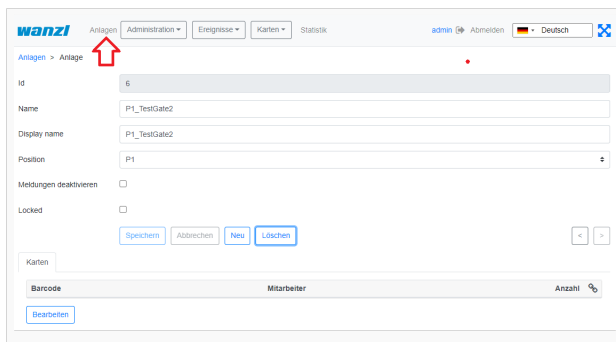 wanzl Anlagen Administration Ereignisse Karten Statistik admin Abmelden Deutsch
Anlagen > Anlage
Id 6
Name P1_TestGate2
Display name P1_TestGate2
Position P1
Meldungen deaktivieren
Locked
Speichern Abbrechen Neu Löschen < >
Karten
Barcode Mitarbeiter Anzahl
Bearbeiten